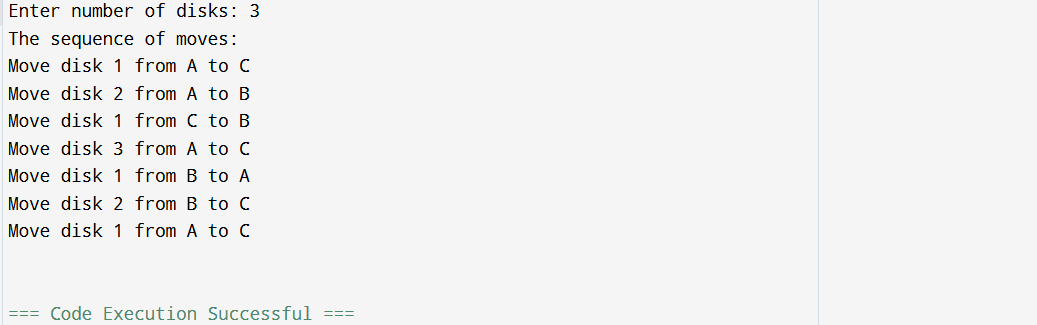 Enter number of disks: 3
The sequence of moves:
Move disk 1 from A to C
Move disk 2 from A to B
Move disk 1 from C to B
Move disk 3 from A to C
Move disk 1 from B to A
Move disk 2 from B to C
Move disk 1 from A to C
=== Code Execution Successful ===